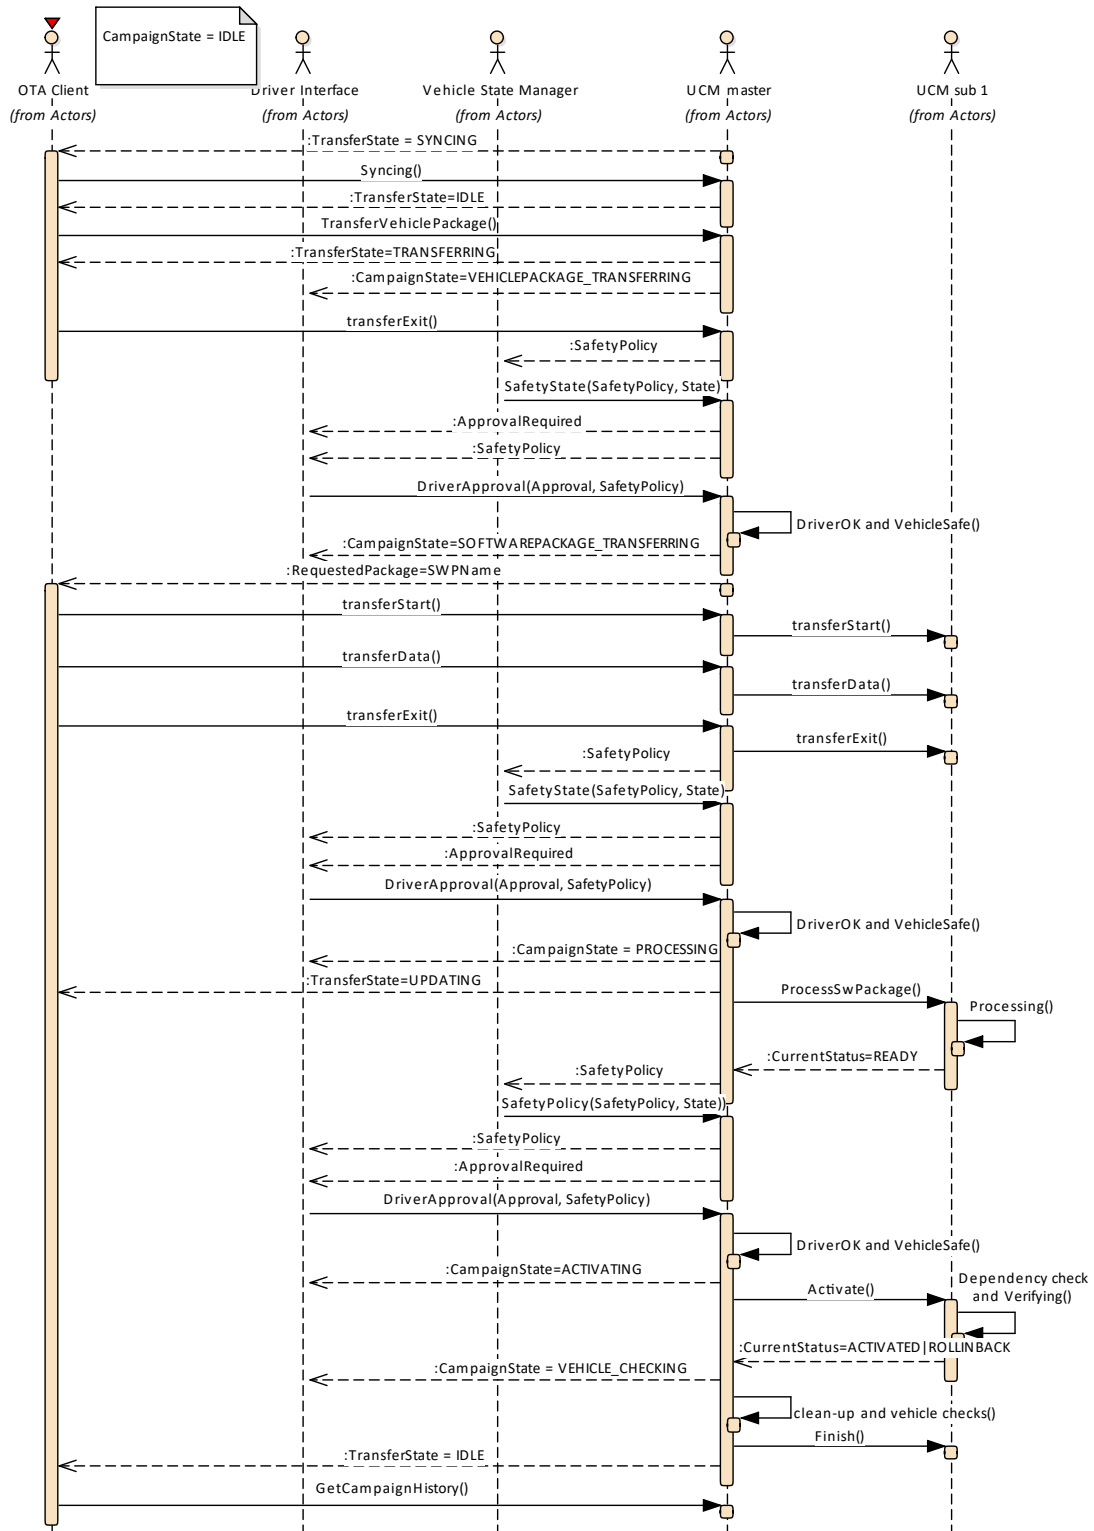 CampaignState = IDLE
OTA Client
(from Actors)
Driver Interface
(from Actors)
Vehicle State Manager
(from Actors)
UCM master
(from Actors)
UCM sub 1
(from Actors)
:TransferState = SYNCING
Syncing()
:TransferState=IDLE
TransferVehiclePackage()
:TransferState=TRANSFERRING
:CampaignState=VEHICLEPACKAGE_TRANSFERRING
transferExit()
:SafetyPolicy
SafetyState(SafetyPolicy, State)
:ApprovalRequired
:SafetyPolicy
DriverApproval(Approval, SafetyPolicy)
DriverOK and VehicleSafe()
:CampaignState=SOFTWAREPACKAGE_TRANSFERRING
:RequestedPackage=SWPName
transferStart()
transferStart()
transferData()
transferData()
transferExit()
transferExit()
:SafetyPolicy
SafetyState(SafetyPolicy, State)
:SafetyPolicy
:ApprovalRequired
DriverApproval(Approval, SafetyPolicy)
DriverOK and VehicleSafe()
:CampaignState = PROCESSING
:TransferState=UPDATING
ProcessSwPackage()
Processing()
:CurrentStatus=READY
:SafetyPolicy
SafetyPolicy(SafetyPolicy, State))
:SafetyPolicy
:ApprovalRequired
DriverApproval(Approval, SafetyPolicy)
DriverOK and VehicleSafe()
:CampaignState=ACTIVATING
Activate()
Dependency check
and Verifying()
:CurrentStatus=ACTIVATED|ROLLINBACK
:CampaignState = VEHICLE_CHECKING
clean-up and vehicle checks()
Finish()
:TransferState = IDLE
GetCampaignHistory()